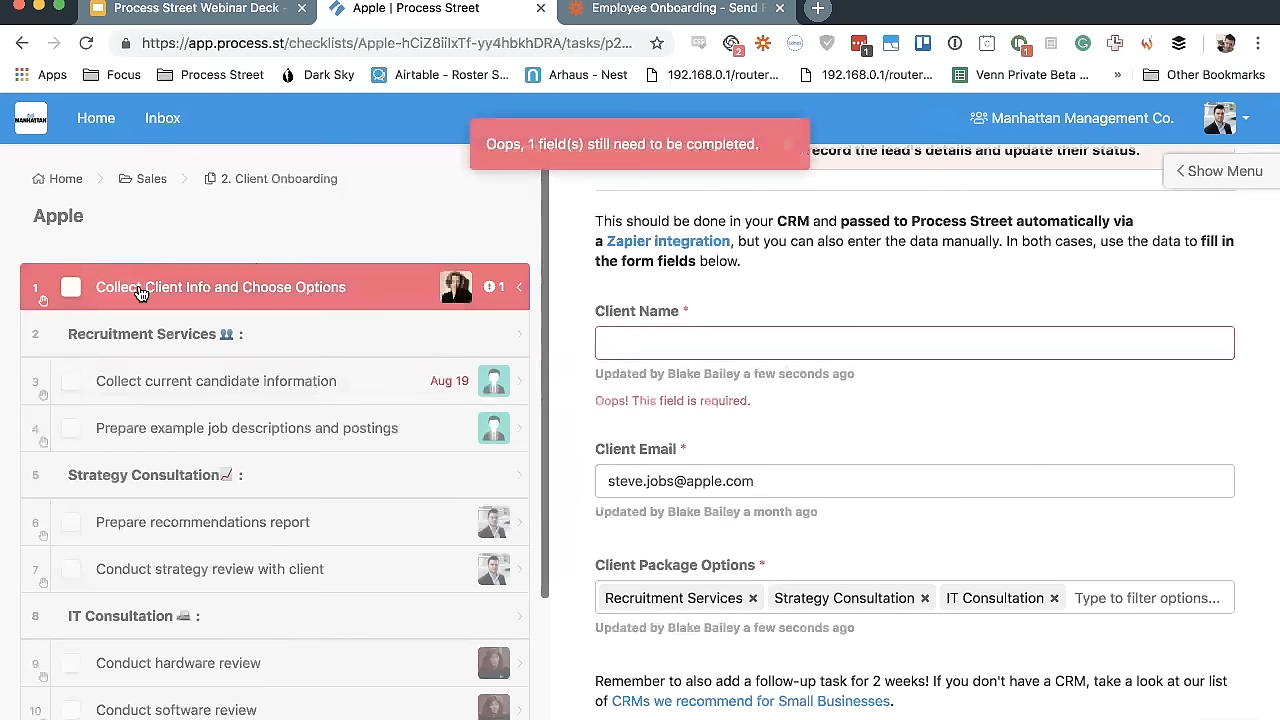 Process Street Webinar Deck -
Apple | Process Street
Employee Onboarding - Send F
https://app.process.st/checklists/Apple-hCiZ8iilxTf-yy4hbkhDRA/tasks/p2...
2
1
1
Apps
Focus
Process Street
Dark Sky
Airtable - Roster S...
Arhaus - Nest
192.168.0.1/router...
192.168.0.1/router...
Venn Private Beta ...
»
Other Bookmarks
MANHATTAN
Home
Inbox
Manhattan Management Co.
Oops, 1 field(s) still need to be completed.
record the lead's details and update their status.
Show Menu
Home
Sales
2. Client Onboarding
Apple
1 Collect Client Info and Choose Options 1
2 Recruitment Services :
3 Collect current candidate information Aug 19
4 Prepare example job descriptions and postings
5 Strategy Consultation :
6 Prepare recommendations report
7 Conduct strategy review with client
8 IT Consultation :
9 Conduct hardware review
10 Conduct software review
This should be done in your CRM and passed to Process Street automatically via
a Zapier integration, but you can also enter the data manually. In both cases, use the data to fill in
the form fields below.
Client Name *
Updated by Blake Bailey a few seconds ago
Oops! This field is required.
Client Email *
steve.jobs@apple.com
Updated by Blake Bailey a month ago
Client Package Options *
Recruitment Services × Strategy Consultation × IT Consultation × Type to filter options...
Updated by Blake Bailey a few seconds ago
Remember to also add a follow-up task for 2 weeks! If you don't have a CRM, take a look at our list
of CRMs we recommend for Small Businesses.